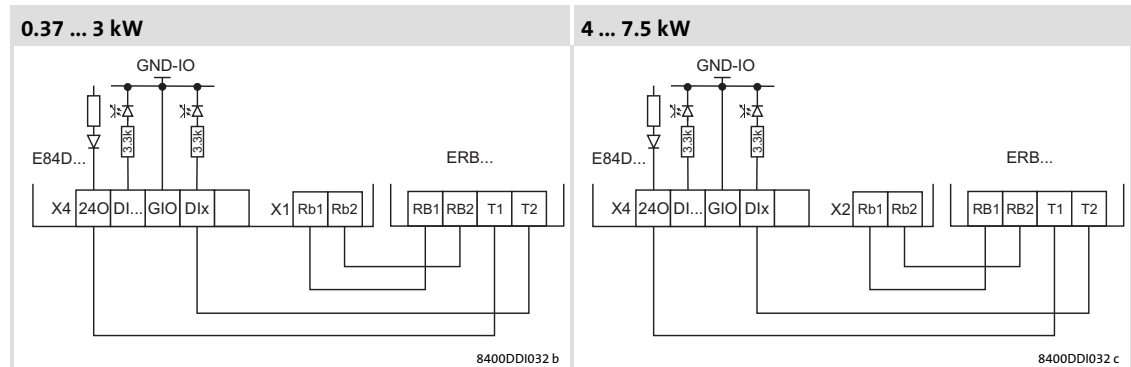 0.37 ... 3 kW
GND-IO
3.3k
3.3k
E84D...
ERB...
X4 24O DI... GIO DIx
X1 Rb1 Rb2
RB1 RB2 T1 T2
8400DDI032 b
4 ... 7.5 kW
GND-IO
3.3k
3.3k
E84D...
ERB...
X4 24O DI... GIO DIx
X2 Rb1 Rb2
RB1 RB2 T1 T2
8400DDI032 c